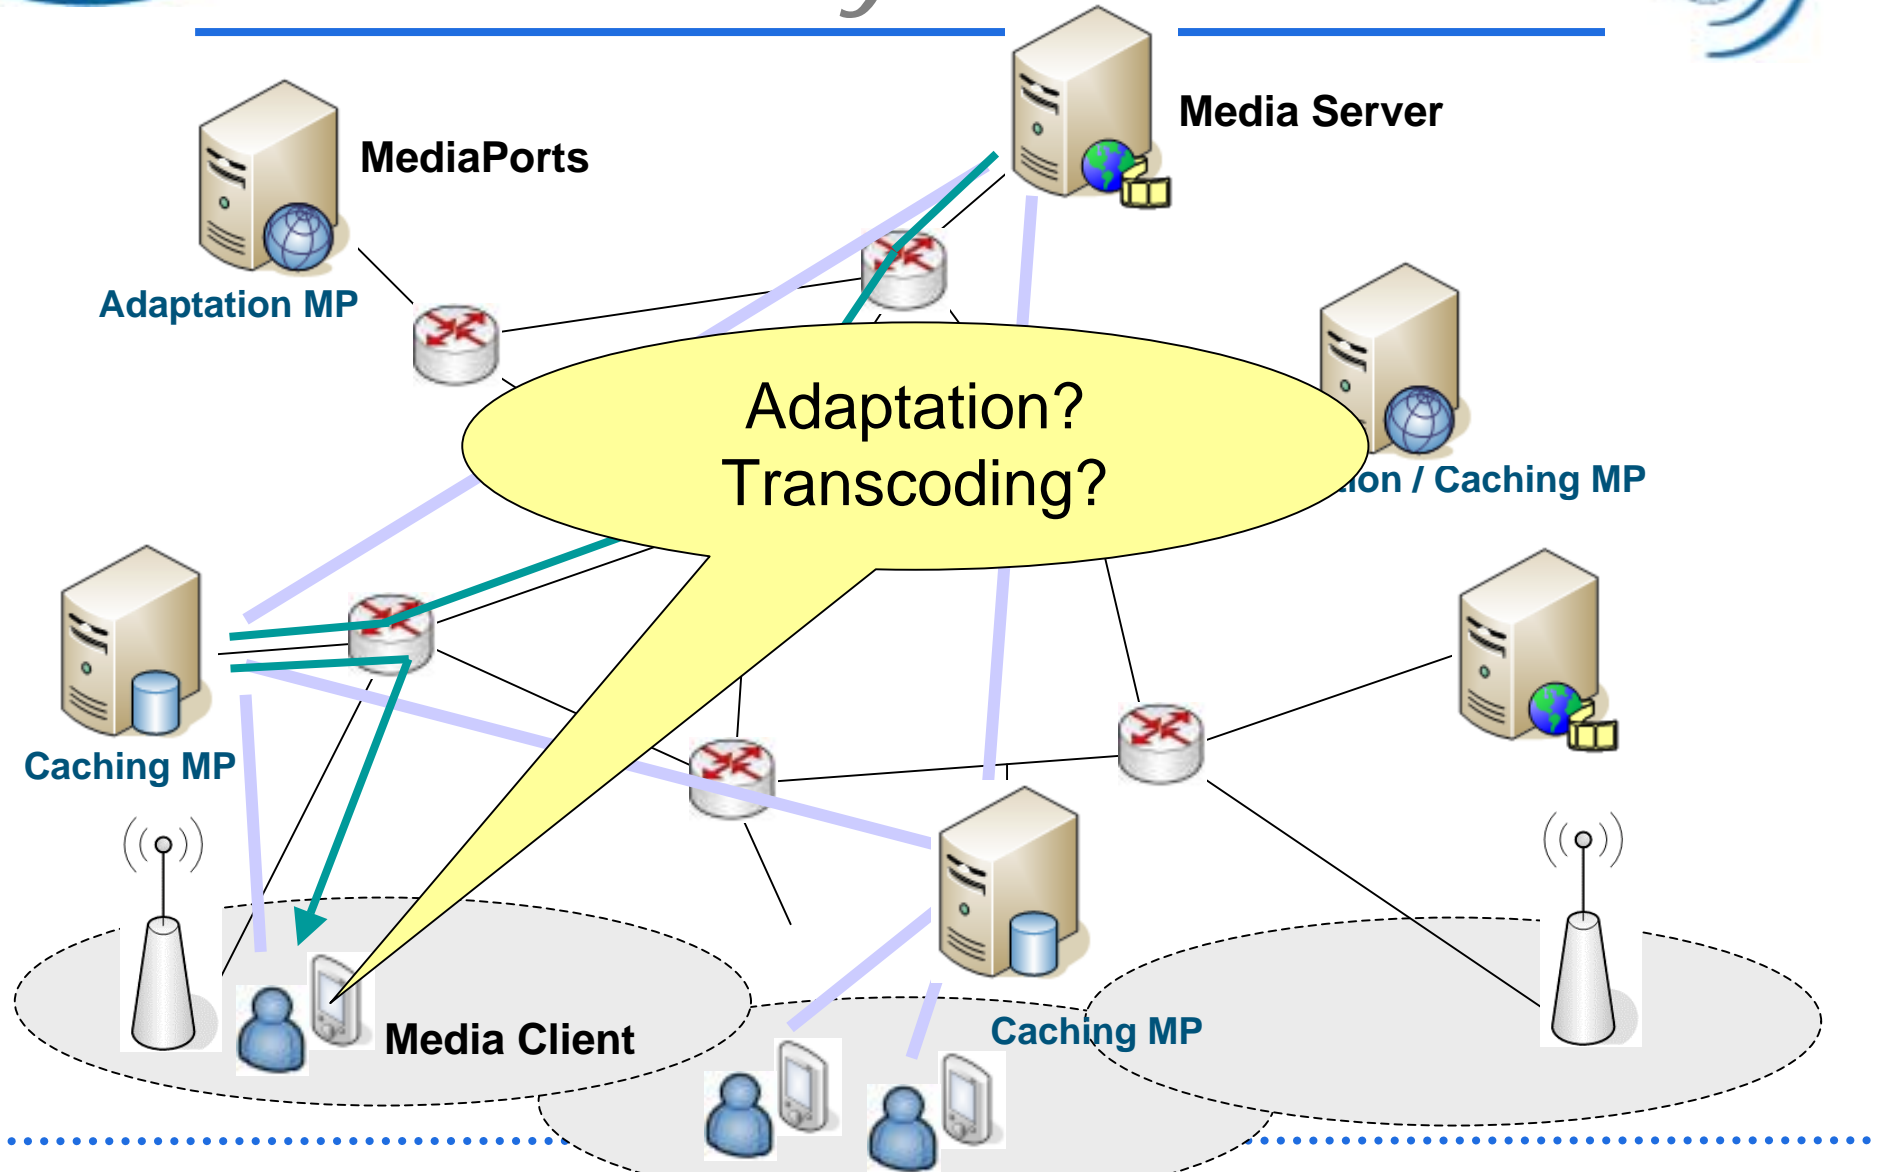 Media Server
MediaPorts
Adaptation MP
Adaptation?
Transcoding?
/ Caching MP
Caching MP
Caching MP
Media Client